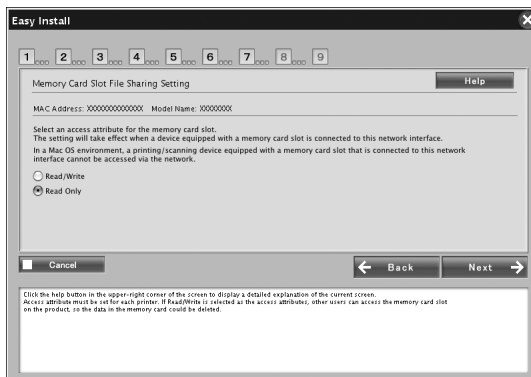 Easy Install
1 2 3 4 5 6 7 8 9
Memory Card Slot File Sharing Setting
Help
MAC Address: XXXXXXXXXXXX Model Name: XXXXXXX
Select an access attribute for the memory card slot.
The setting will take effect when a device equipped with a memory card slot is connected to this network interface.
In a Mac OS environment, a printing/scanning device equipped with a memory card slot that is connected to this network
interface cannot be accessed via the network.
Read/Write
Read Only
Cancel
Back
Next
Click the help button in the upper-right corner of the screen to display a detailed explanation of the current screen.
Access attribute must be set for each printer. If Read/Write is selected as the access attributes, other users can access the memory card slot
on the product, so the data in the memory card could be deleted.